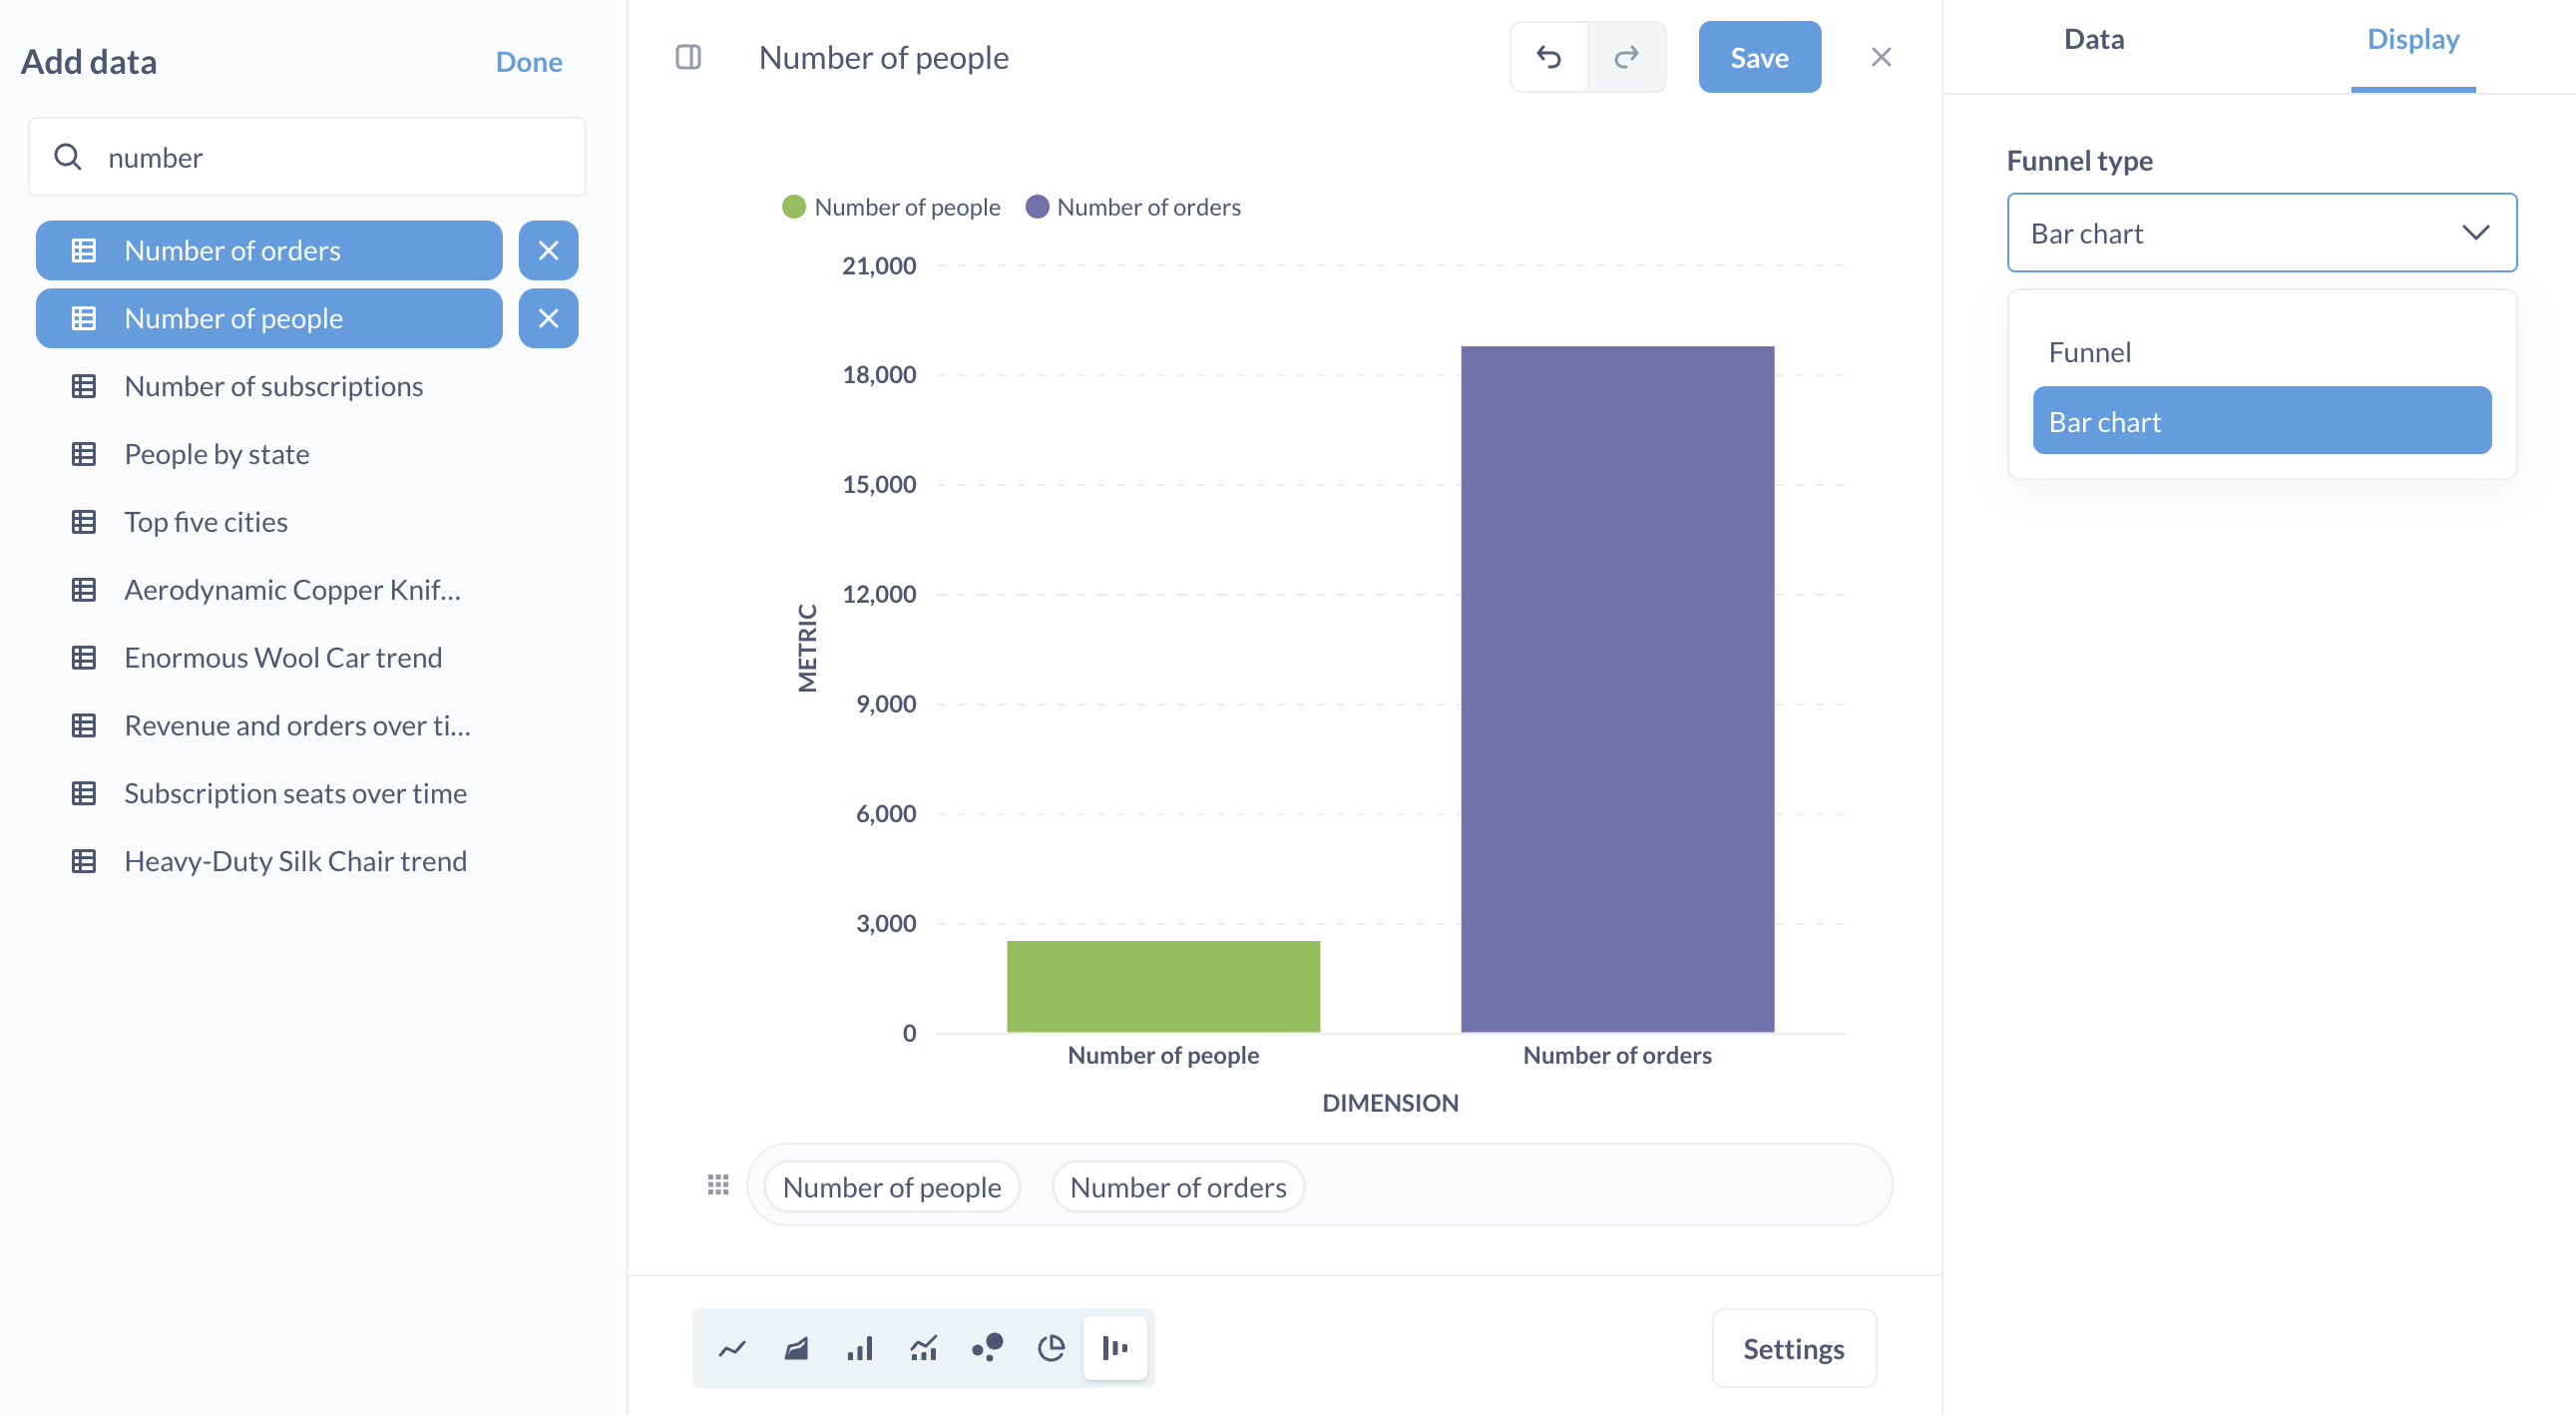 Add data
Done
number
Number of orders
Number of people
Number of subscriptions
People by state
Top five cities
Aerodynamic Copper Knif...
Enormous Wool Car trend
Revenue and orders over ti...
Subscription seats over time
Heavy-Duty Silk Chair trend
Number of people
Save
Number of people
Number of orders
21,000
18,000
15,000
12,000
9,000
6,000
3,000
0
METRIC
Number of people
Number of orders
DIMENSION
Number of people
Number of orders
Settings
Data
Display
Funnel type
Bar chart
Funnel
Bar chart